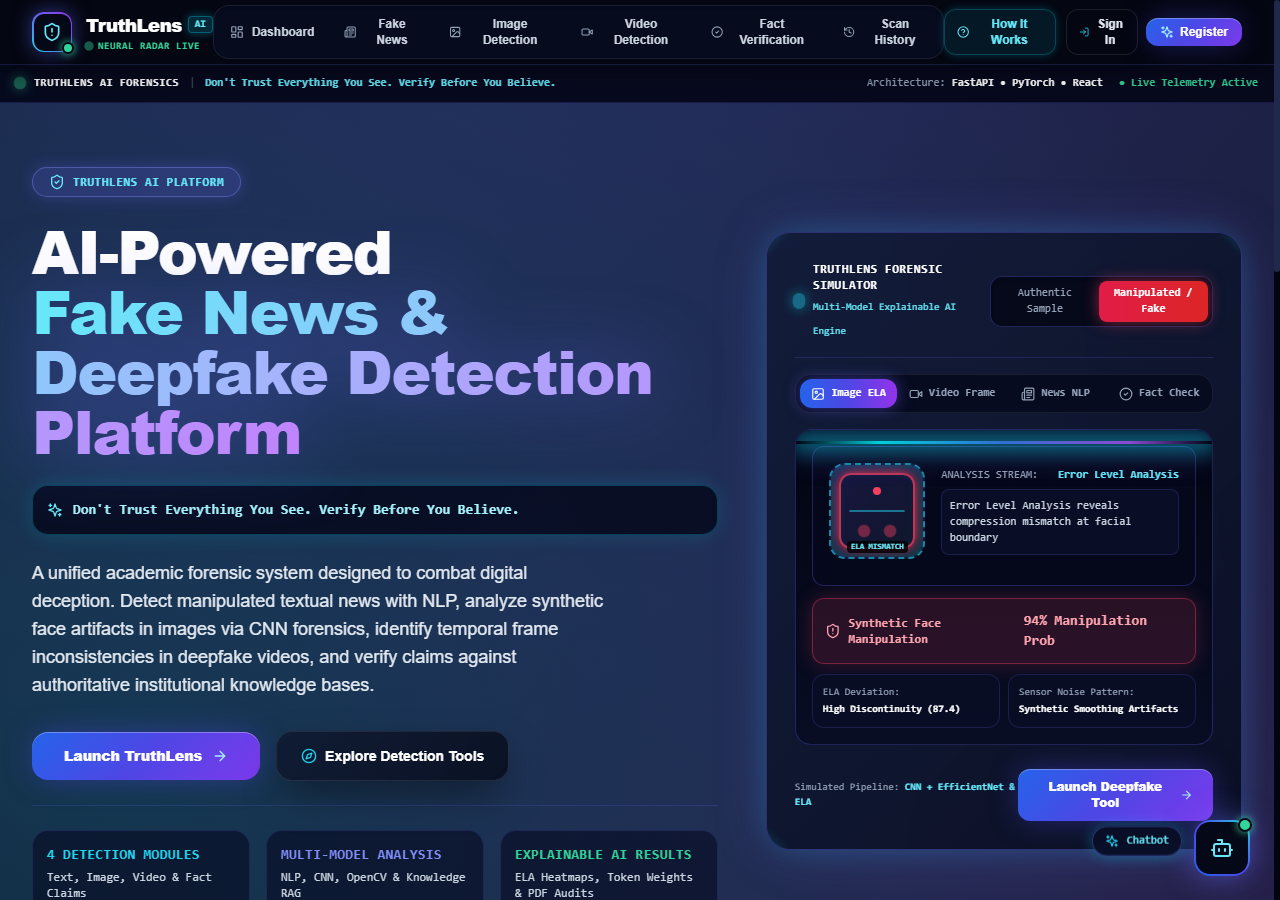 TruthLens AI
NEURAL RADAR LIVE
Dashboard
Fake
News
Image
Detection
Video
Detection
Fact
Verification
Scan
History
How It
Works
Sign
In
Register
TRUTHLENS AI FORENSICS | Don't Trust Everything You See. Verify Before You Believe.
Architecture: FastAPI • PyTorch • React
● Live Telemetry Active
TRUTHLENS AI PLATFORM
AI-Powered
Fake News &
Deepfake Detection
Platform
Don't Trust Everything You See. Verify Before You Believe.
A unified academic forensic system designed to combat digital
deception. Detect manipulated textual news with NLP, analyze synthetic
face artifacts in images via CNN forensics, identify temporal frame
inconsistencies in deepfake videos, and verify claims against
authoritative institutional knowledge bases.
Launch TruthLens
Explore Detection Tools
4 DETECTION MODULES
Text, Image, Video & Fact
Claims
MULTI-MODEL ANALYSIS
NLP, CNN, OpenCV & Knowledge
RAG
EXPLAINABLE AI RESULTS
ELA Heatmaps, Token Weights
& PDF Audits
TRUTHLENS FORENSIC
SIMULATOR
Multi-Model Explainable AI
Engine
Authentic
Sample
Manipulated /
Fake
Image ELA
Video Frame
News NLP
Fact Check
ELA MISMATCH
ANALYSIS STREAM:
Error Level Analysis
Error Level Analysis reveals
compression mismatch at facial
boundary
Synthetic Face
Manipulation
94% Manipulation
Prob
ELA Deviation:
High Discontinuity (87.4)
Sensor Noise Pattern:
Synthetic Smoothing Artifacts
Simulated Pipeline: CNN + EfficientNet &
ELA
Launch Deepfake
Tool
Chatbot